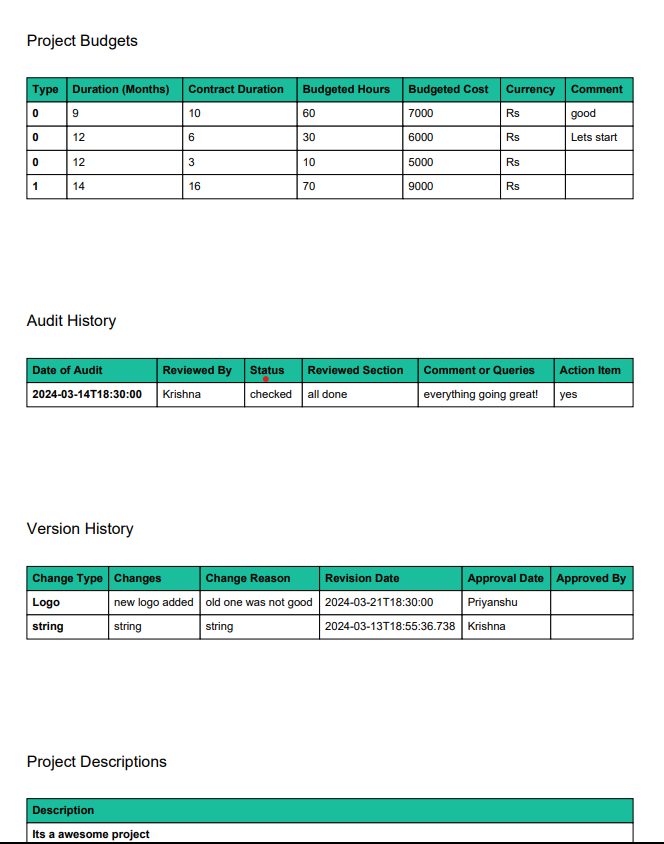 Project Budgets
Type Duration (Months) Contract Duration Budgeted Hours Budgeted Cost Currency Comment
0 9 10 60 7000 Rs good
0 12 6 30 6000 Rs Lets start
0 12 3 10 5000 Rs
1 14 16 70 9000 Rs
Audit History
Date of Audit Reviewed By Status Reviewed Section Comment or Queries Action Item
2024-03-14T18:30:00 Krishna checked all done everything going great! yes
Version History
Change Type Changes Change Reason Revision Date Approval Date Approved By
Logo new logo added old one was not good 2024-03-21T18:30:00 Priyanshu
string string string 2024-03-13T18:55:36.738 Krishna
Project Descriptions
Description
Its a awesome project